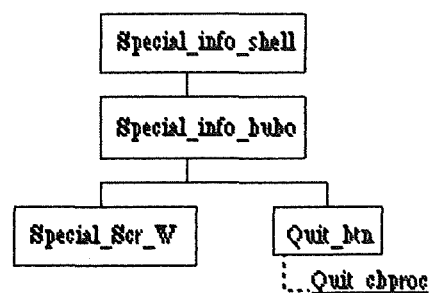 Special_info_shell
Special_info_bubo
Special_Scr_W
Quit_btn
Quit_cbproc